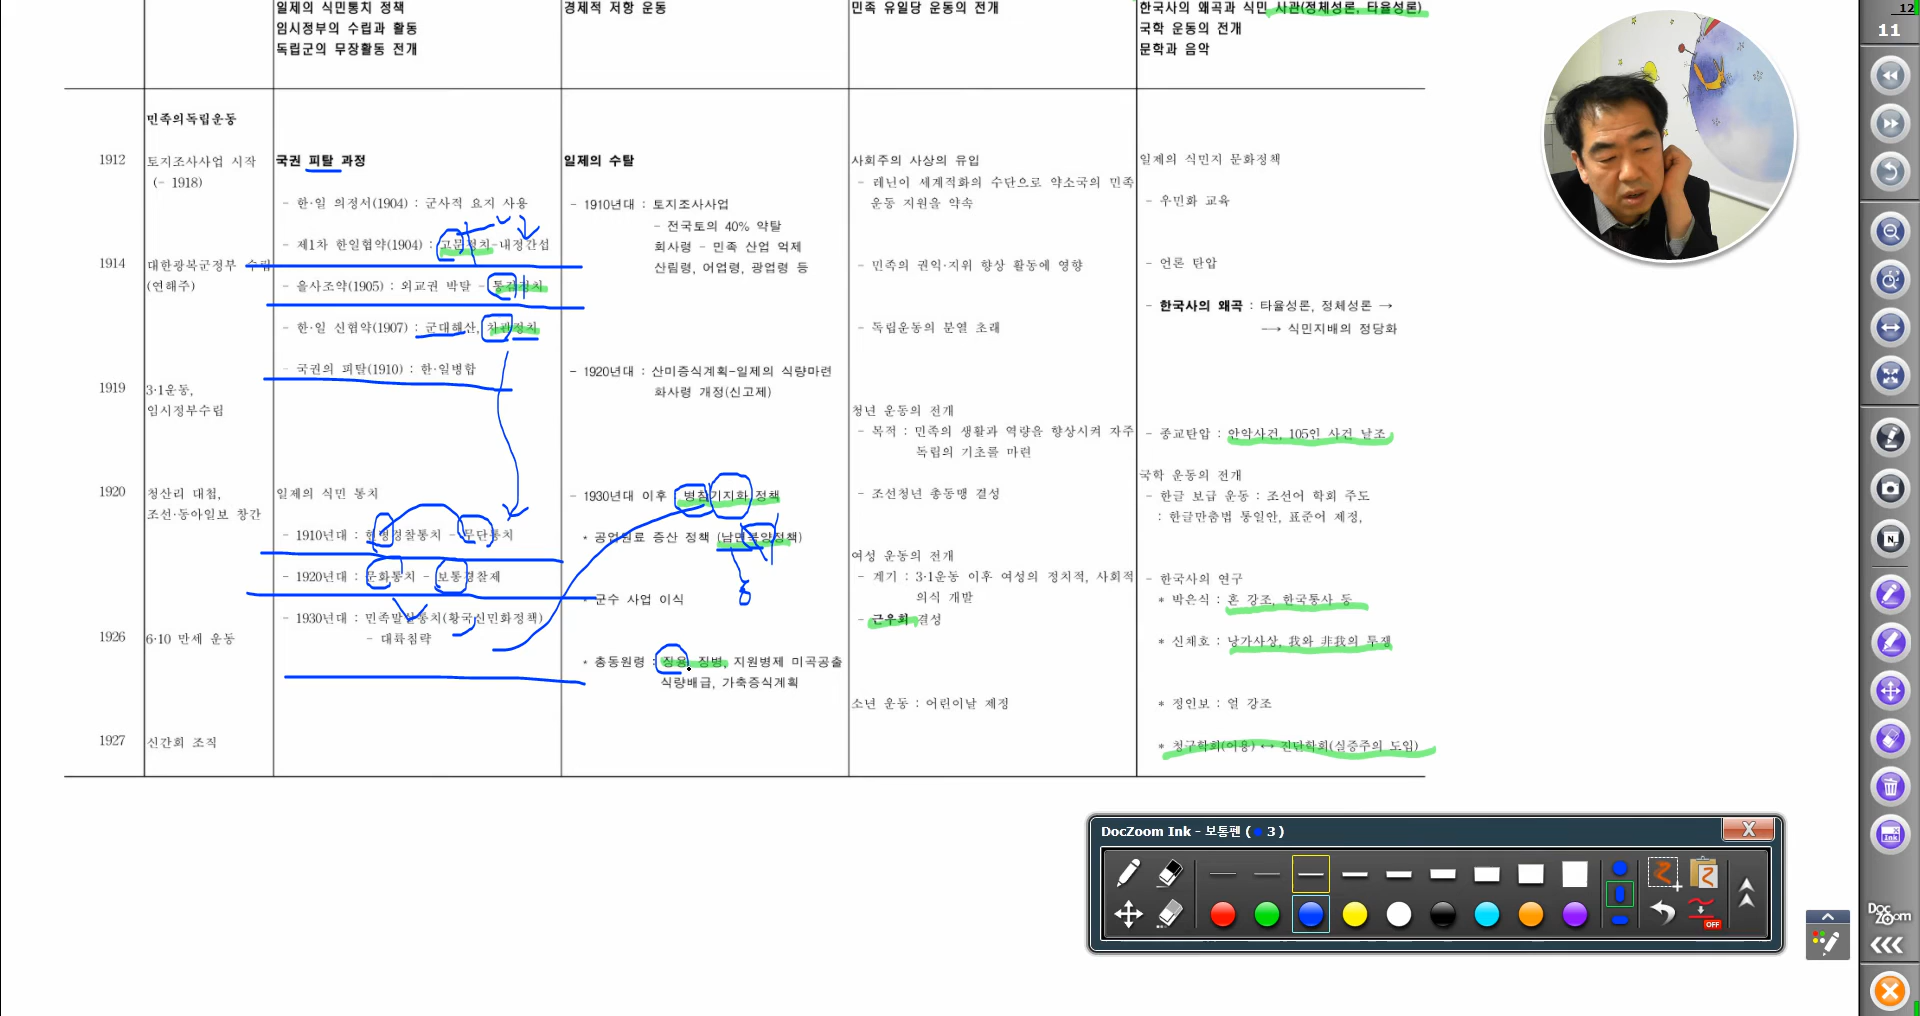 일제의 식민통치 정책
임시정부의 수립과 활동
독립군의 무장활동 전개
경제적 저항 운동
민족 유일당 운동의 전개
한국사의 왜곡과 식민 사관(정체성론, 타율성론)
국학 운동의 전개
문학과 음악
민족의독립운동
1912
토지조사사업 시작
(- 1918)
1914
대한광복군정부 수립
(연해주)
1919
3·1운동,
임시정부수립
1920
청산리 대첩,
조선·동아일보 창간
1926
6·10 만세 운동
1927
신간회 조직
국권 피탈 과정
- 한·일 의정서(1904) : 군사적 요지 사용
- 제1차 한일협약(1904) : 고문정치-내정간섭
- 을사조약(1905) : 외교권 박탈 - 통감정치
- 한·일 신협약(1907) : 군대해산, 차관정치
- 국권의 피탈(1910) : 한·일병합
일제의 식민 통치
- 1910년대 : 헌병경찰통치 - 무단통치
- 1920년대 : 문화통치 - 보통경찰제
- 1930년대 : 민족말살통치(황국신민화정책)
- 대륙침략
일제의 수탈
- 1910년대 : 토지조사사업
- 전국토의 40% 약탈
회사령 - 민족 산업 억제
산림령, 어업령, 광업령 등
- 1920년대 : 산미증식계획-일제의 식량마련
화사령 개정(신고제)
- 1930년대 이후 병참기지화 정책
* 공업원료 증산 정책 (남면북양정책)
* 군수 사업 이식
* 총동원령 : 징용, 징병, 지원병제 미곡공출
식량배급, 가축증식계획
사회주의 사상의 유입
- 레닌이 세계적화의 수단으로 약소국의 민족
운동 지원을 약속
- 민족의 권익·지위 향상 활동에 영향
- 독립운동의 분열 초래
청년 운동의 전개
- 목적 : 민족의 생활과 역량을 향상시켜 자주
독립의 기초를 마련
- 조선청년 총동맹 결성
여성 운동의 전개
- 계기 : 3·1운동 이후 여성의 정치적, 사회적
의식 개발
- 근우회 결성
소년 운동 : 어린이날 제정
일제의 식민지 문화정책
- 우민화 교육
- 언론 탄압
- 한국사의 왜곡 : 타율성론, 정체성론 →
→ 식민지배의 정당화
- 종교탄압 : 안악사건, 105인 사건 날조
국학 운동의 전개
- 한글 보급 운동 : 조선어 학회 주도
: 한글만춤법 통일안, 표준어 제정,
- 한국사의 연구
* 박은식 : 혼 강조, 한국통사 등
* 신채호 : 낭가사상, 我와 非我의 투쟁
* 정인보 : 얼 강조
* 청구학회(어용) ↔ 진단학회(실증주의 도입)
12
11
DocZoom Ink - 보통펜 ( 3 )
OFF
N
Ink
Doc
Zoom